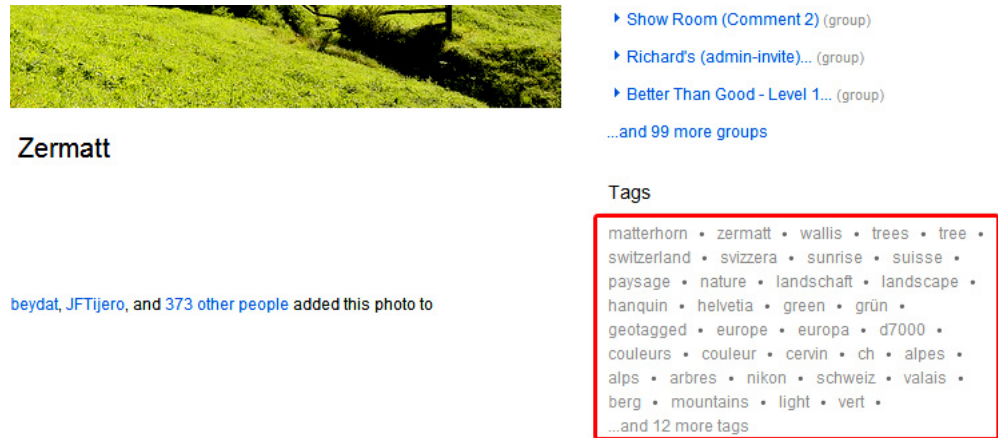 Zermatt
beydat, JFTijero, and 373 other people added this photo to
Show Room (Comment 2) (group)
Richard's (admin-invite)... (group)
Better Than Good - Level 1... (group)
...and 99 more groups
Tags
matterhorn • zermatt • wallis • trees • tree •
switzerland • svizzera • sunrise • suisse •
paysage • nature • landschaft • landscape •
hanquin • helvetia • green • grün •
geotagged • europe • europa • d7000 •
couleurs • couleur • cervin • ch • alpes •
alps • arbres • nikon • schweiz • valais •
berg • mountains • light • vert •
...and 12 more tags